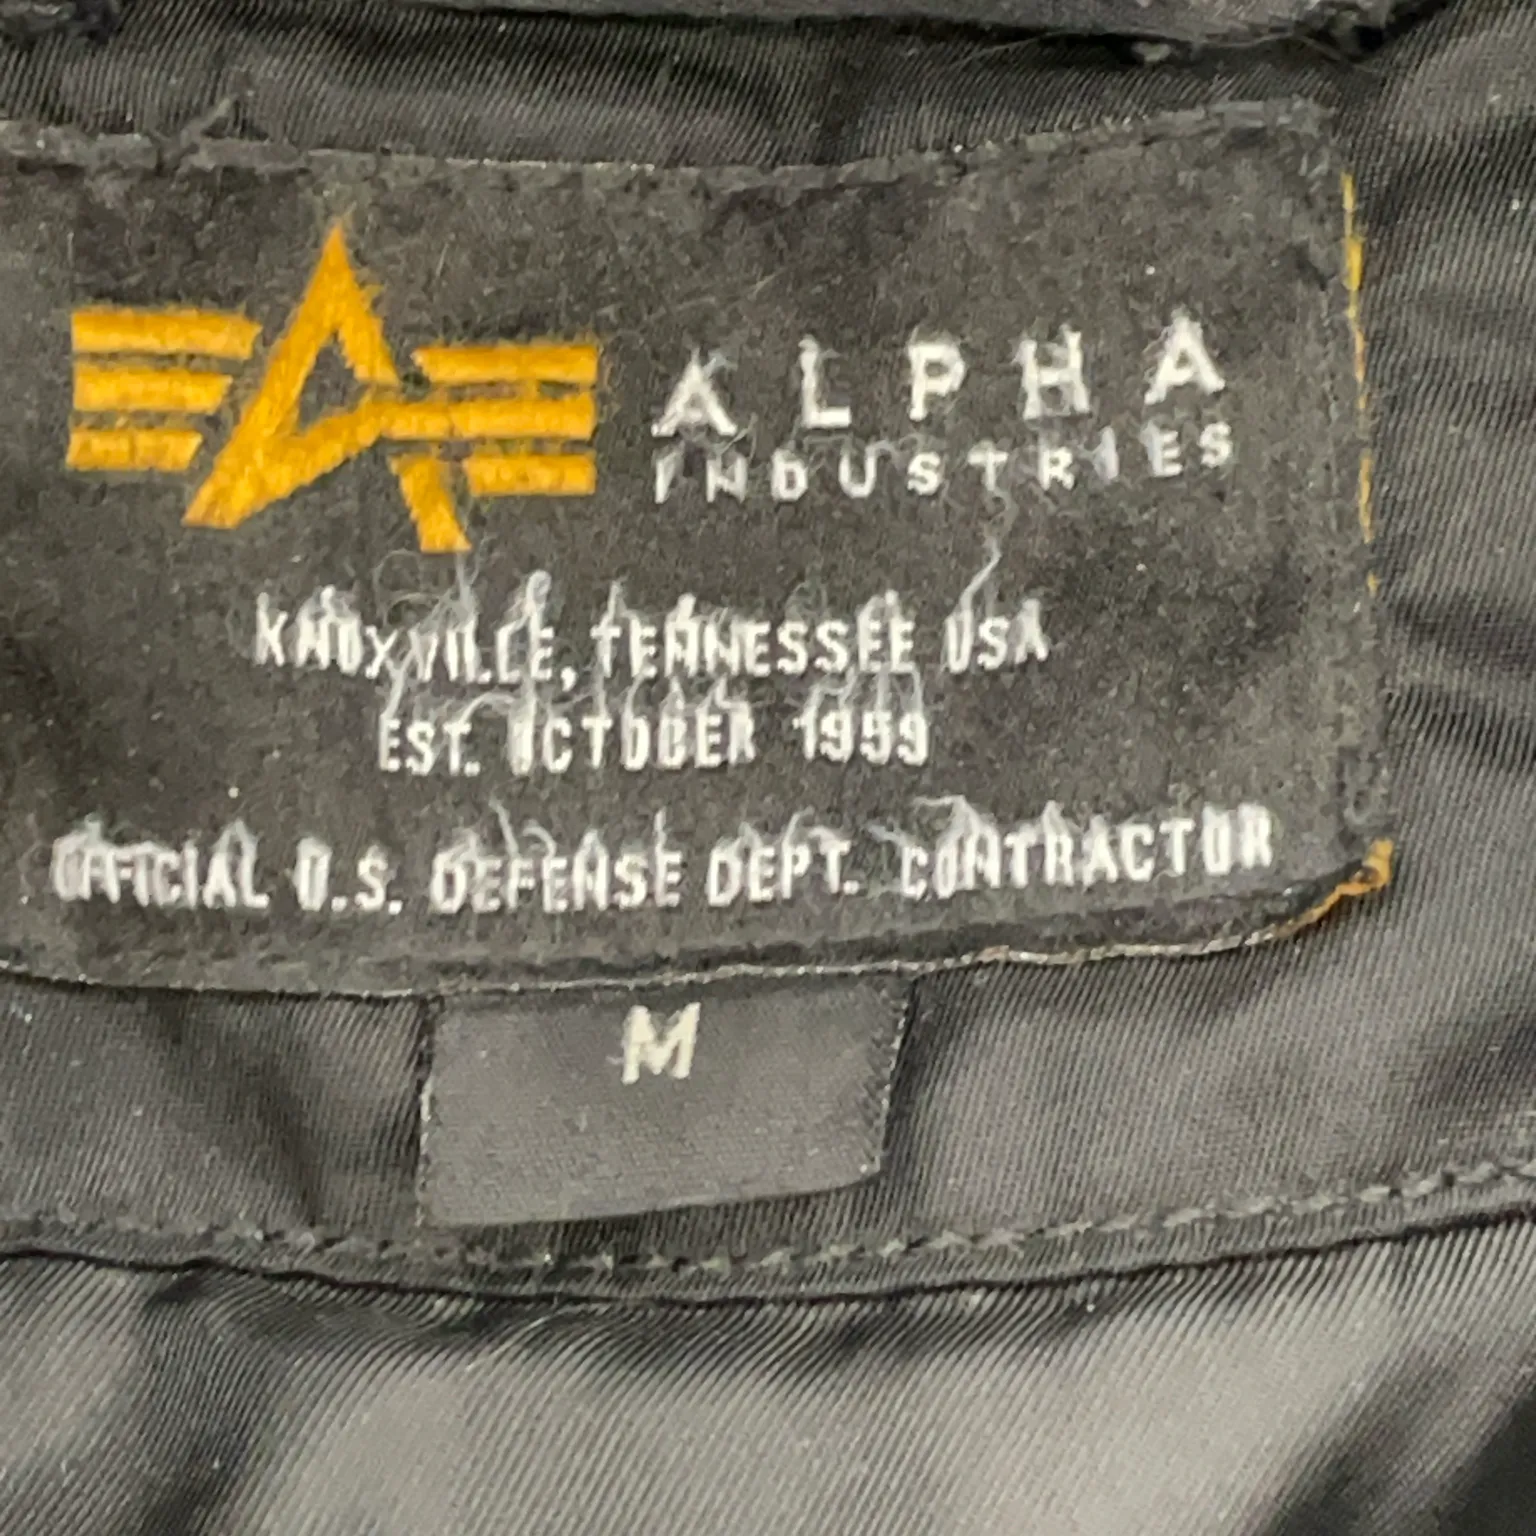 ALPHA
INDUSTRIES
KNOXVILLE, TENNESSEE USA
EST. OCTOBER 1959
OFFICIAL U.S. DEFENSE DEPT. CONTRACTOR
M